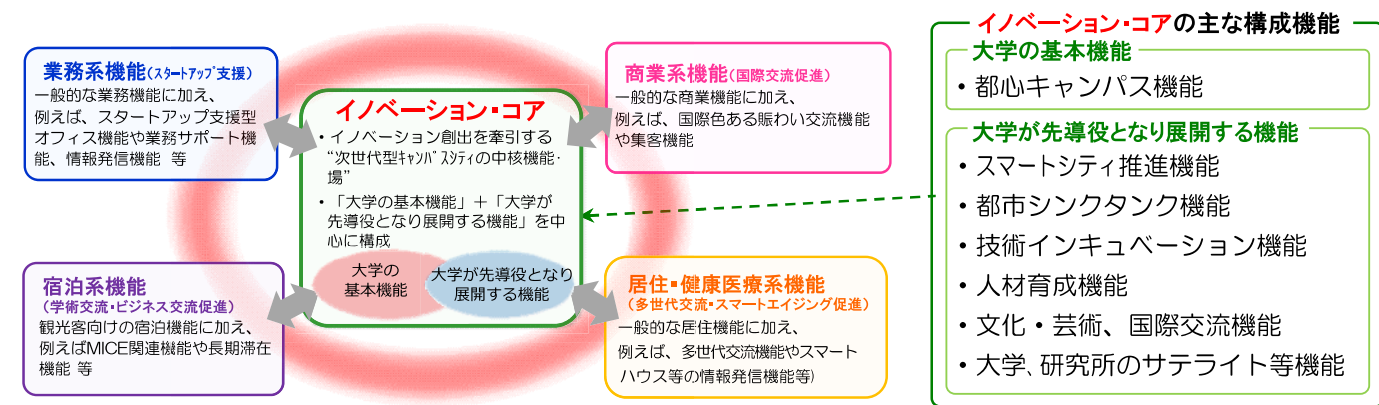 業務系機能(ｽﾀｰﾄｱｯﾌﾟ支援)
一般的な業務機能に加え、
例えば、スタートアップ支援型
オフィス機能や業務サポート機
能、情報発信機能 等
イノベーション・コア
・イノベーション創出を牽引する
“次世代型ｷｬﾝﾊﾟｽｼﾃｨの中核機能・
場”
・「大学の基本機能」＋「大学が
先導役となり展開する機能」を中
心に構成
大学の
基本機能
大学が先導役となり
展開する機能
商業系機能(国際交流促進)
一般的な商業機能に加え、
例えば、国際色ある賑わい交流機能
や集客機能
宿泊系機能
(学術交流・ビジネス交流促進)
観光客向けの宿泊機能に加え、
例えばMICE関連機能や長期滞在
機能 等
居住・健康医療系機能
(多世代交流・スマートエイジング促進)
一般的な居住機能に加え、
例えば、多世代交流機能やスマート
ハウス等の情報発信機能等)
イノベーション・コアの主な構成機能
大学の基本機能
・都心キャンパス機能
大学が先導役となり展開する機能
・スマートシティ推進機能
・都市シンクタンク機能
・技術インキュベーション機能
・人材育成機能
・文化・芸術、国際交流機能
・大学、研究所のサテライト等機能